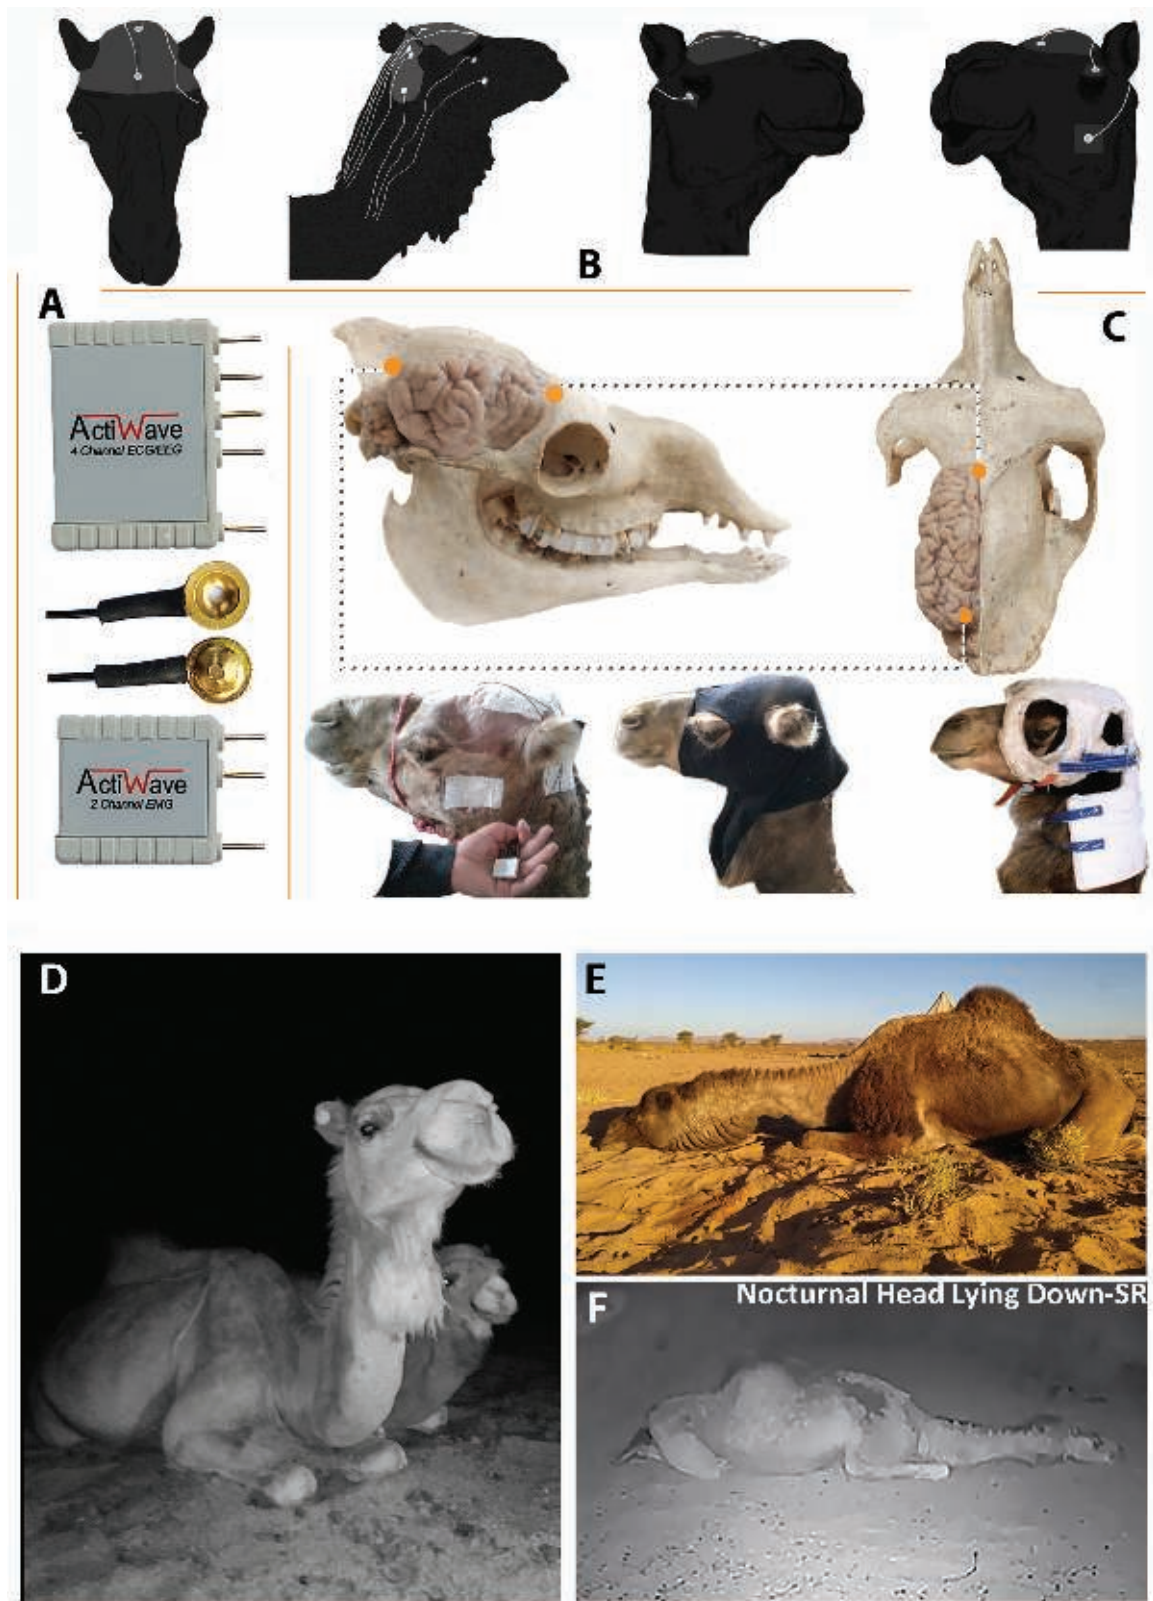 B
A
C
ActiWave
4 Channel ECG/EEG
ActiWave
2 Channel EMG
D
E
Nocturnal Head Lying Down-SR
F